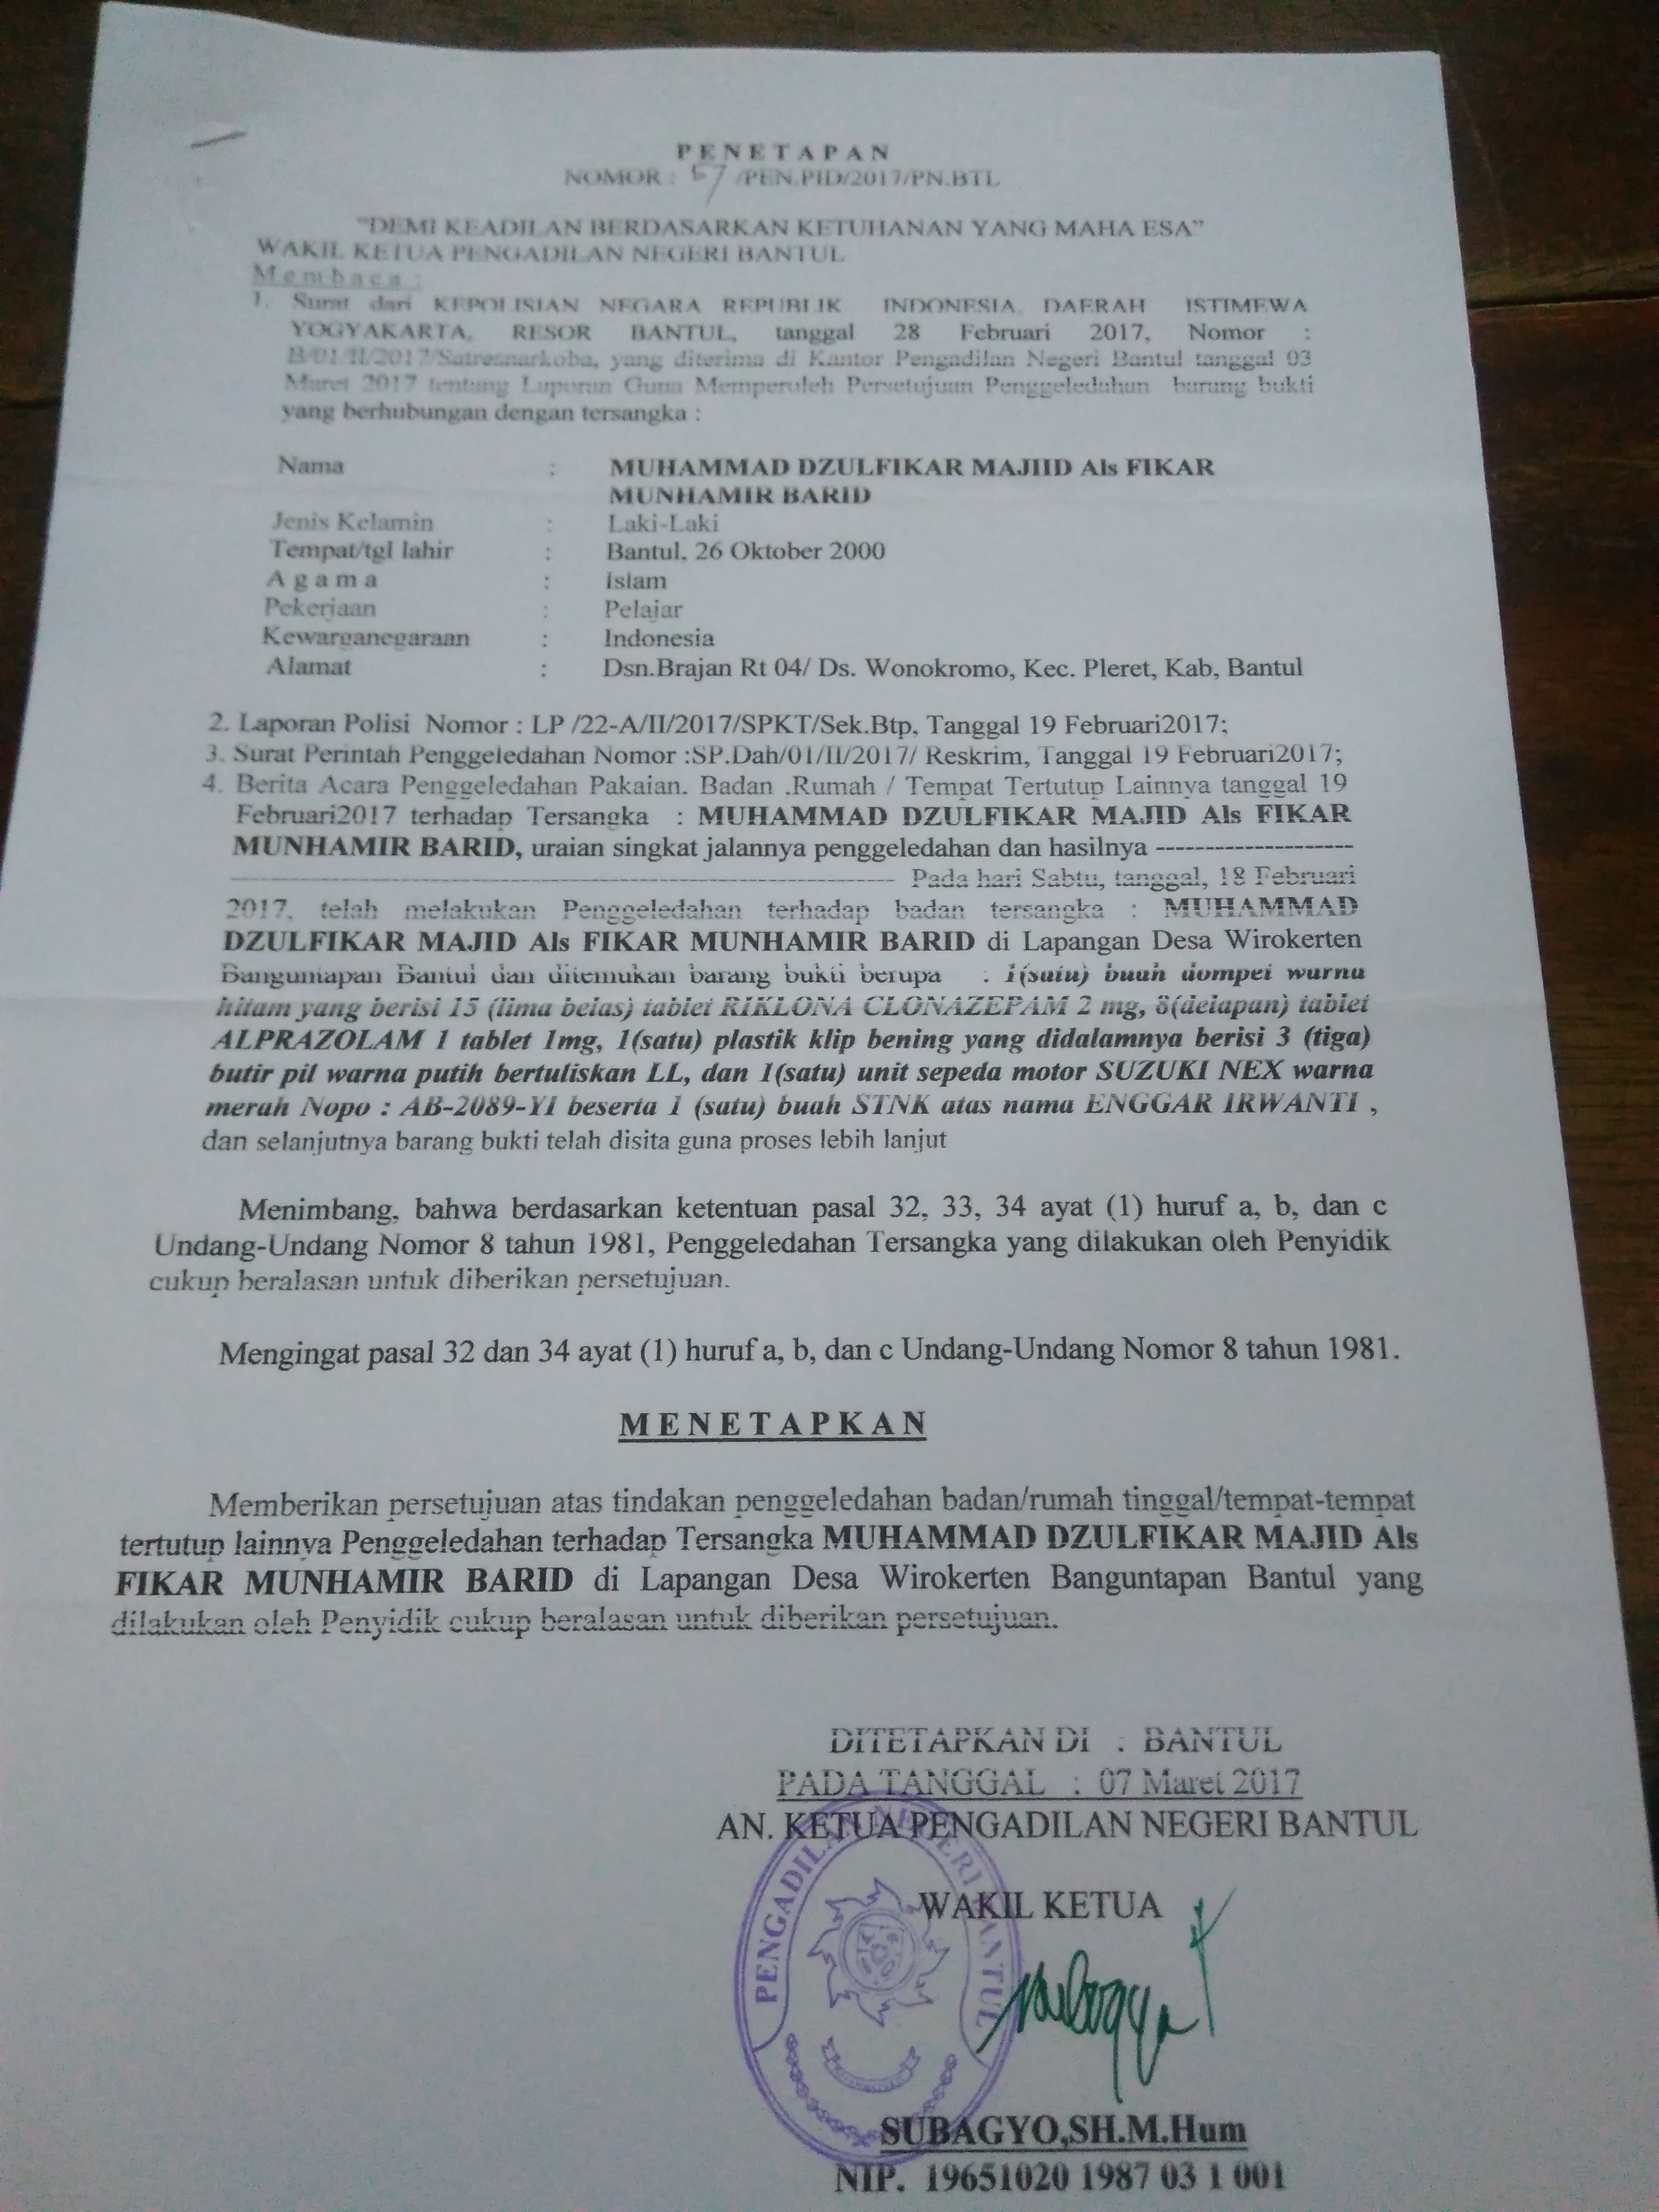 PENETAPAN
NOMOR : 57 /PEN.PID/2017/PN.BTL
"DEMI KEADILAN BERDASARKAN KETUHANAN YANG MAHA ESA"
WAKIL KETUA PENGADILAN NEGERI BANTUL
Membaca :
1. Surat dari KEPOLISIAN NEGARA REPUBLIK INDONESIA DAERAH ISTIMEWA
YOGYAKARTA, RESOR BANTUL, tanggal 28 Februari 2017, Nomor :
B/01/II/2017/Satresnarkoba, yang diterima di Kantor Pengadilan Negeri Bantul tanggal 03
Maret 2017 tentang Laporan Guna Memperoleh Persetujuan Penggeledahan barang bukti
yang berhubungan dengan tersangka :
Nama : MUHAMMAD DZULFIKAR MAJIID Als FIKAR
MUNHAMIR BARID
Jenis Kelamin : Laki-Laki
Tempat/tgl lahir : Bantul, 26 Oktober 2000
Agama : Islam
Pekerjaan : Pelajar
Kewarganegaraan : Indonesia
Alamat : Dsn.Brajan Rt 04/ Ds. Wonokromo, Kec. Pleret, Kab, Bantul
2. Laporan Polisi Nomor : LP /22-A/II/2017/SPKT/Sek.Btp, Tanggal 19 Februari2017;
3. Surat Perintah Penggeledahan Nomor :SP.Dah/01/II/2017/ Reskrim, Tanggal 19 Februari2017;
4. Berita Acara Penggeledahan Pakaian. Badan .Rumah / Tempat Tertutup Lainnya tanggal 19
Februari2017 terhadap Tersangka : MUHAMMAD DZULFIKAR MAJID Als FIKAR
MUNHAMIR BARID, uraian singkat jalannya penggeledahan dan hasilnya --------------------
------------------------------------------------------------------- Pada hari Sabtu, tanggal, 18 Februari
2017, telah melakukan Penggeledahan terhadap badan tersangka : MUHAMMAD
DZULFIKAR MAJID Als FIKAR MUNHAMIR BARID di Lapangan Desa Wirokerten
Banguntapan Bantul dan ditemukan barang bukti berupa : 1(satu) buah dompet warna
hitam yang berisi 15 (lima belas) tablet RIKLONA CLONAZEPAM 2 mg, 8(delapan) tablet
ALPRAZOLAM 1 tablet 1mg, 1(satu) plastik klip bening yang didalamnya berisi 3 (tiga)
butir pil warna putih bertuliskan LL, dan 1(satu) unit sepeda motor SUZUKI NEX warna
merah Nopo : AB-2089-YI beserta 1 (satu) buah STNK atas nama ENGGAR IRWANTI ,
dan selanjutnya barang bukti telah disita guna proses lebih lanjut
Menimbang, bahwa berdasarkan ketentuan pasal 32, 33, 34 ayat (1) huruf a, b, dan c
Undang-Undang Nomor 8 tahun 1981, Penggeledahan Tersangka yang dilakukan oleh Penyidik
cukup beralasan untuk diberikan persetujuan.
Mengingat pasal 32 dan 34 ayat (1) huruf a, b, dan c Undang-Undang Nomor 8 tahun 1981.
MENETAPKAN
Memberikan persetujuan atas tindakan penggeledahan badan/rumah tinggal/tempat-tempat
tertutup lainnya Penggeledahan terhadap Tersangka MUHAMMAD DZULFIKAR MAJID Als
FIKAR MUNHAMIR BARID di Lapangan Desa Wirokerten Banguntapan Bantul yang
dilakukan oleh Penyidik cukup beralasan untuk diberikan persetujuan.
DITETAPKAN DI : BANTUL
PADA TANGGAL : 07 Maret 2017
AN. KETUA PENGADILAN NEGERI BANTUL
WAKIL KETUA
PENGADILAN NEGERI BANTUL
SUBAGYO,SH.M.Hum
NIP. 19651020 1987 03 1 001